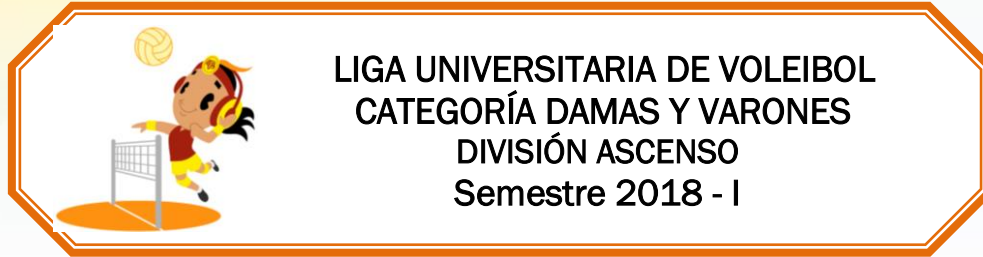 LIGA UNIVERSITARIA DE VOLEIBOL
CATEGORÍA DAMAS Y VARONES
DIVISIÓN ASCENSO
Semestre 2018 - I